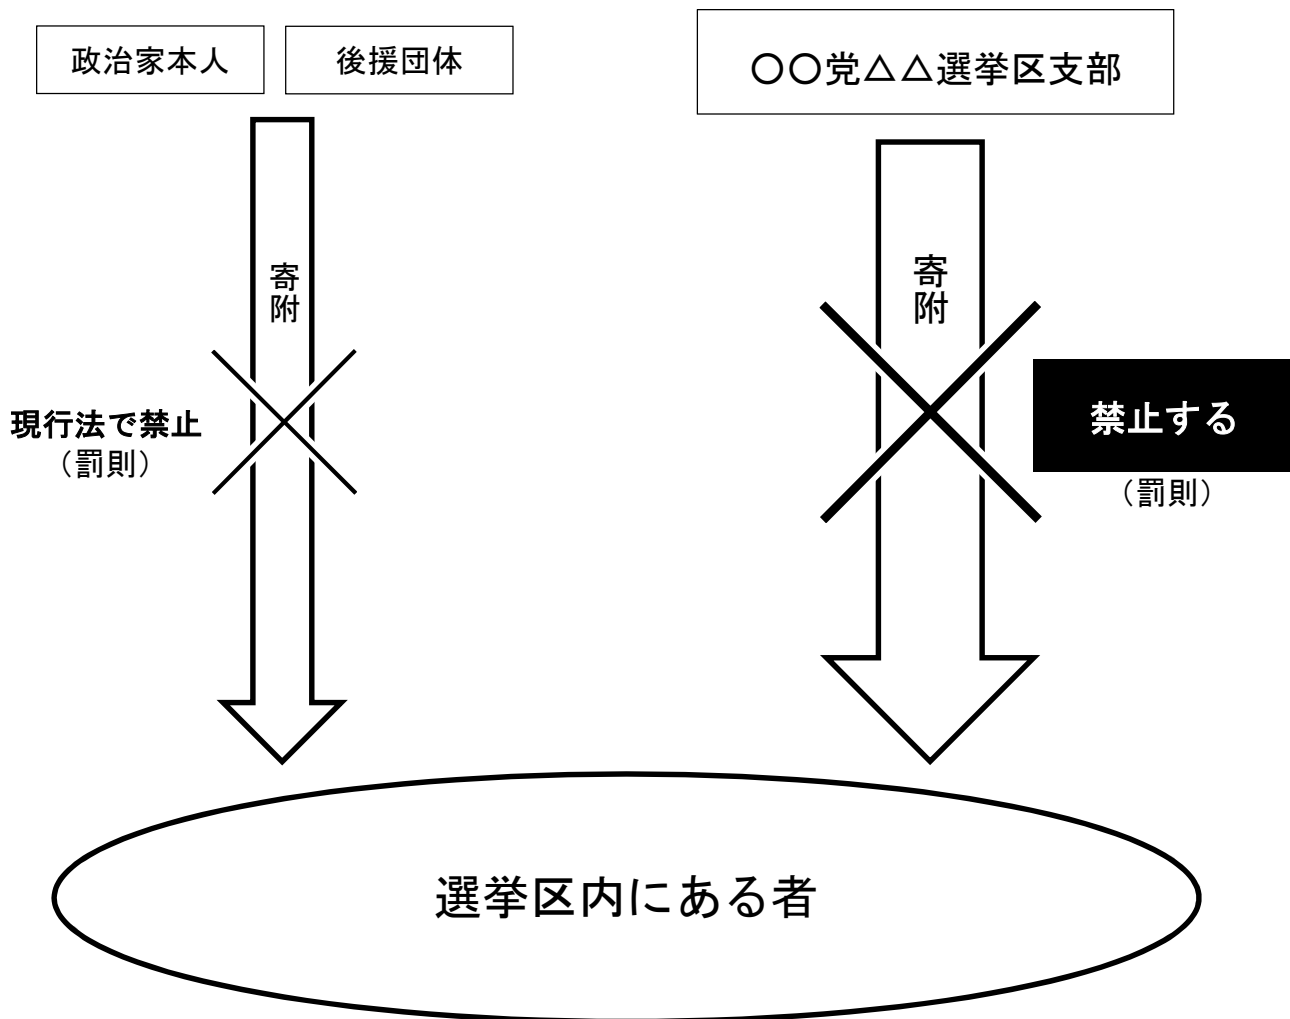 政治家本人
後援団体
〇〇党△△選挙区支部
寄附
寄附
現行法で禁止
（罰則）
禁止する
（罰則）
選挙区内にある者